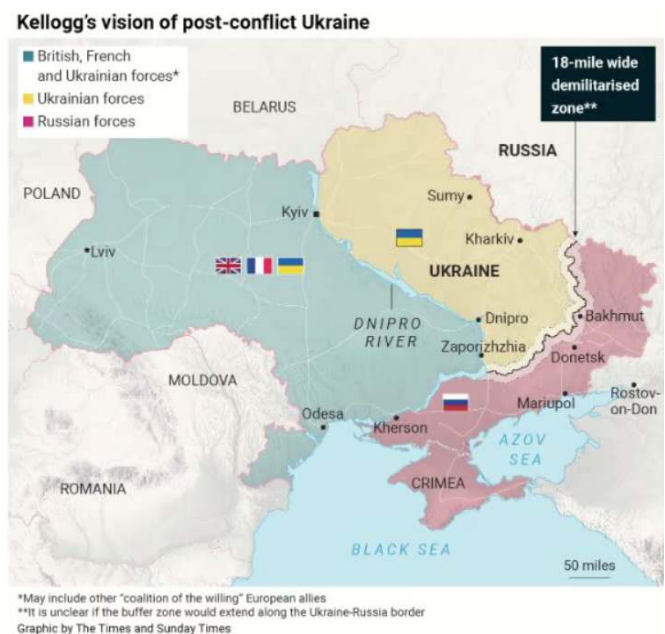 Kellogg's vision of post-conflict Ukraine
British, French
and Ukrainian forces*
Ukrainian forces
Russian forces
18-mile wide
demilitarised
zone**
BELARUS
RUSSIA
POLAND
Sumy
Kyiv
Lviv
Kharkiv
UKRAINE
DNIPRO
RIVER
Dnipro
Bakhmut
Zaporizhzhia
Donetsk
MOLDOVA
Mariupol
Rostov-
on-Don
Odesa
Kherson
AZOV
SEA
ROMANIA
CRIMEA
BLACK SEA
50 miles
*May include other "coalition of the willing" European allies
**It is unclear if the buffer zone would extend along the Ukraine-Russia border
Graphic by The Times and Sunday Times